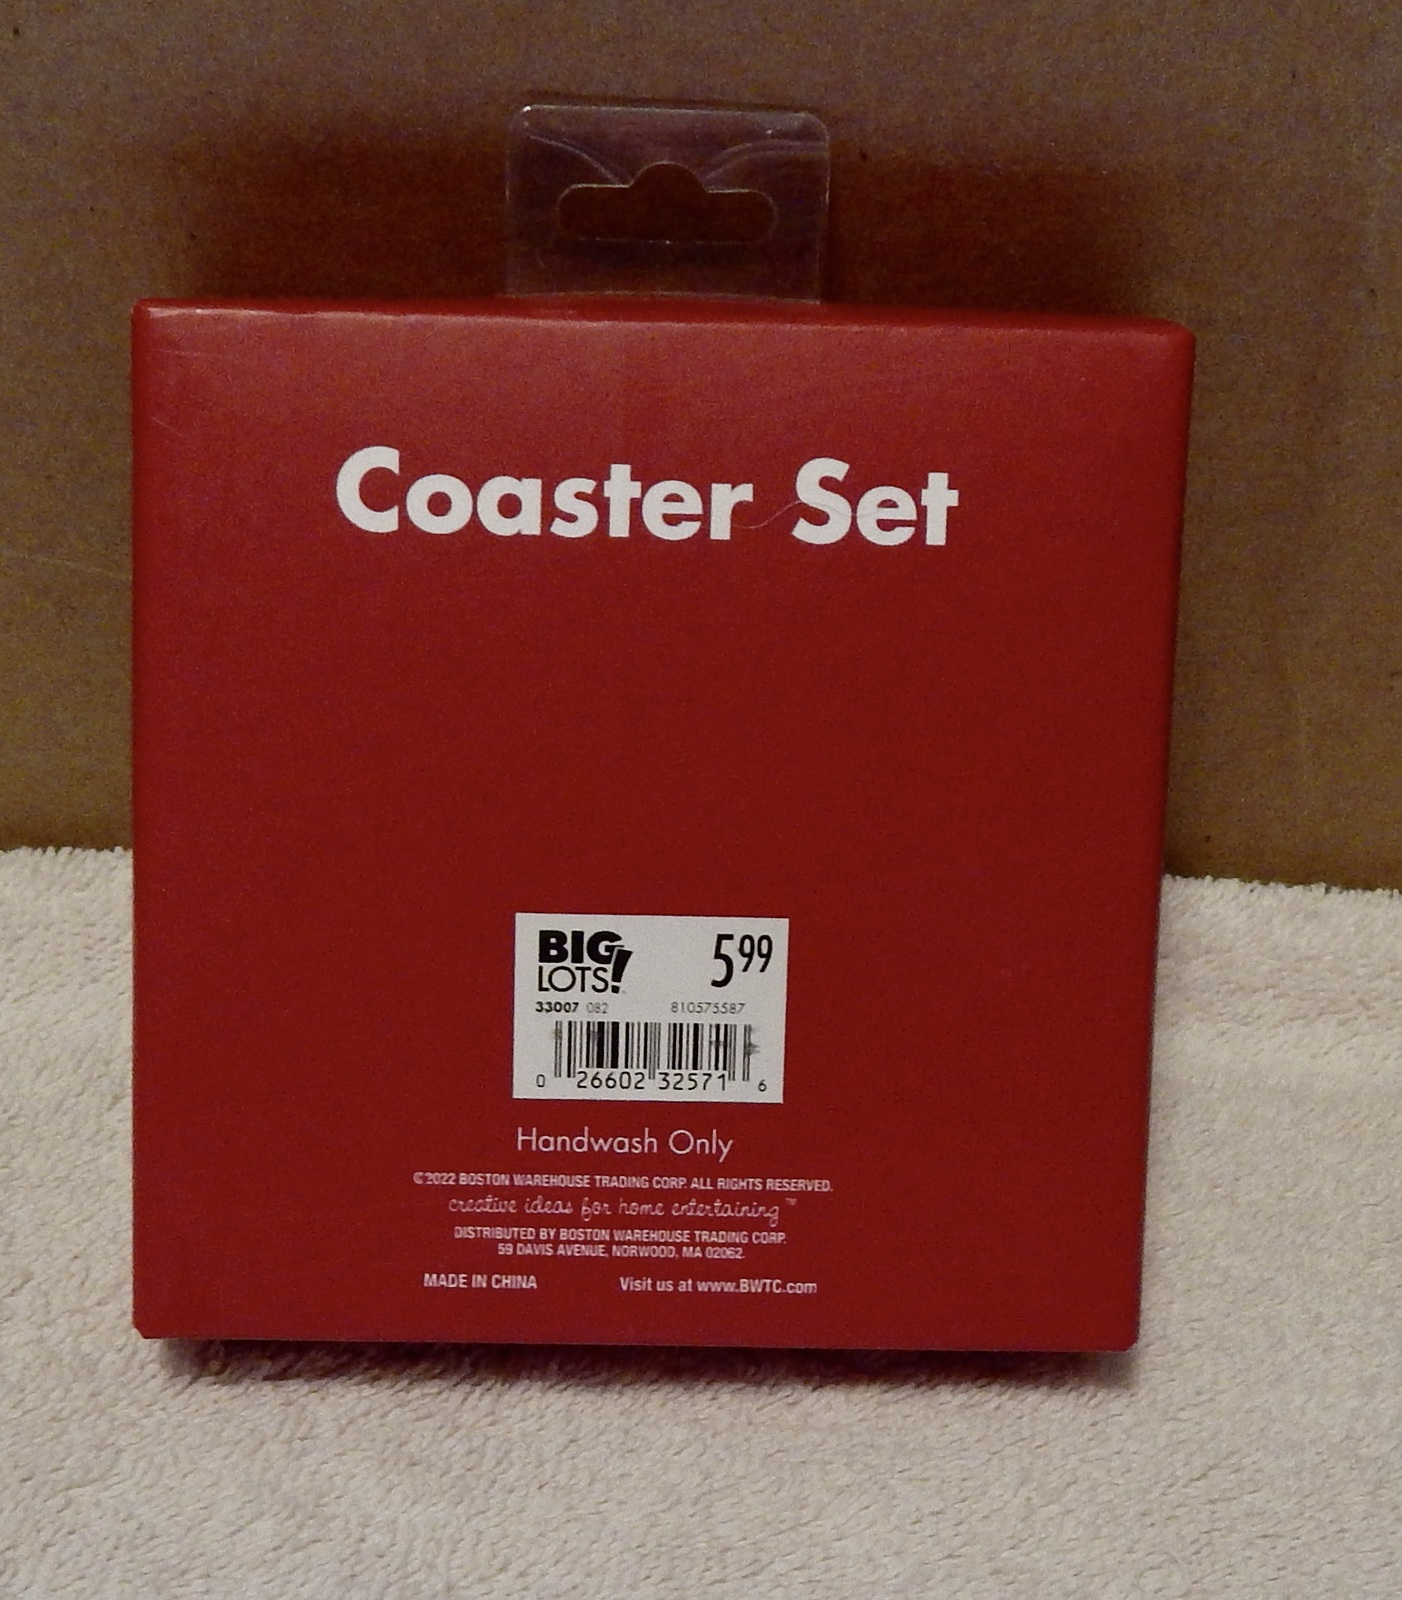 Coaster Set
BIG LOTS! 5.99
33007 082 810575587
0 26602 32571 6
Handwash Only
©2022 BOSTON WAREHOUSE TRADING CORP. ALL RIGHTS RESERVED.
creative ideas for home entertaining ™
DISTRIBUTED BY BOSTON WAREHOUSE TRADING CORP.
59 DAVIS AVENUE, NORWOOD, MA 02062.
MADE IN CHINA Visit us at www.BWTC.com